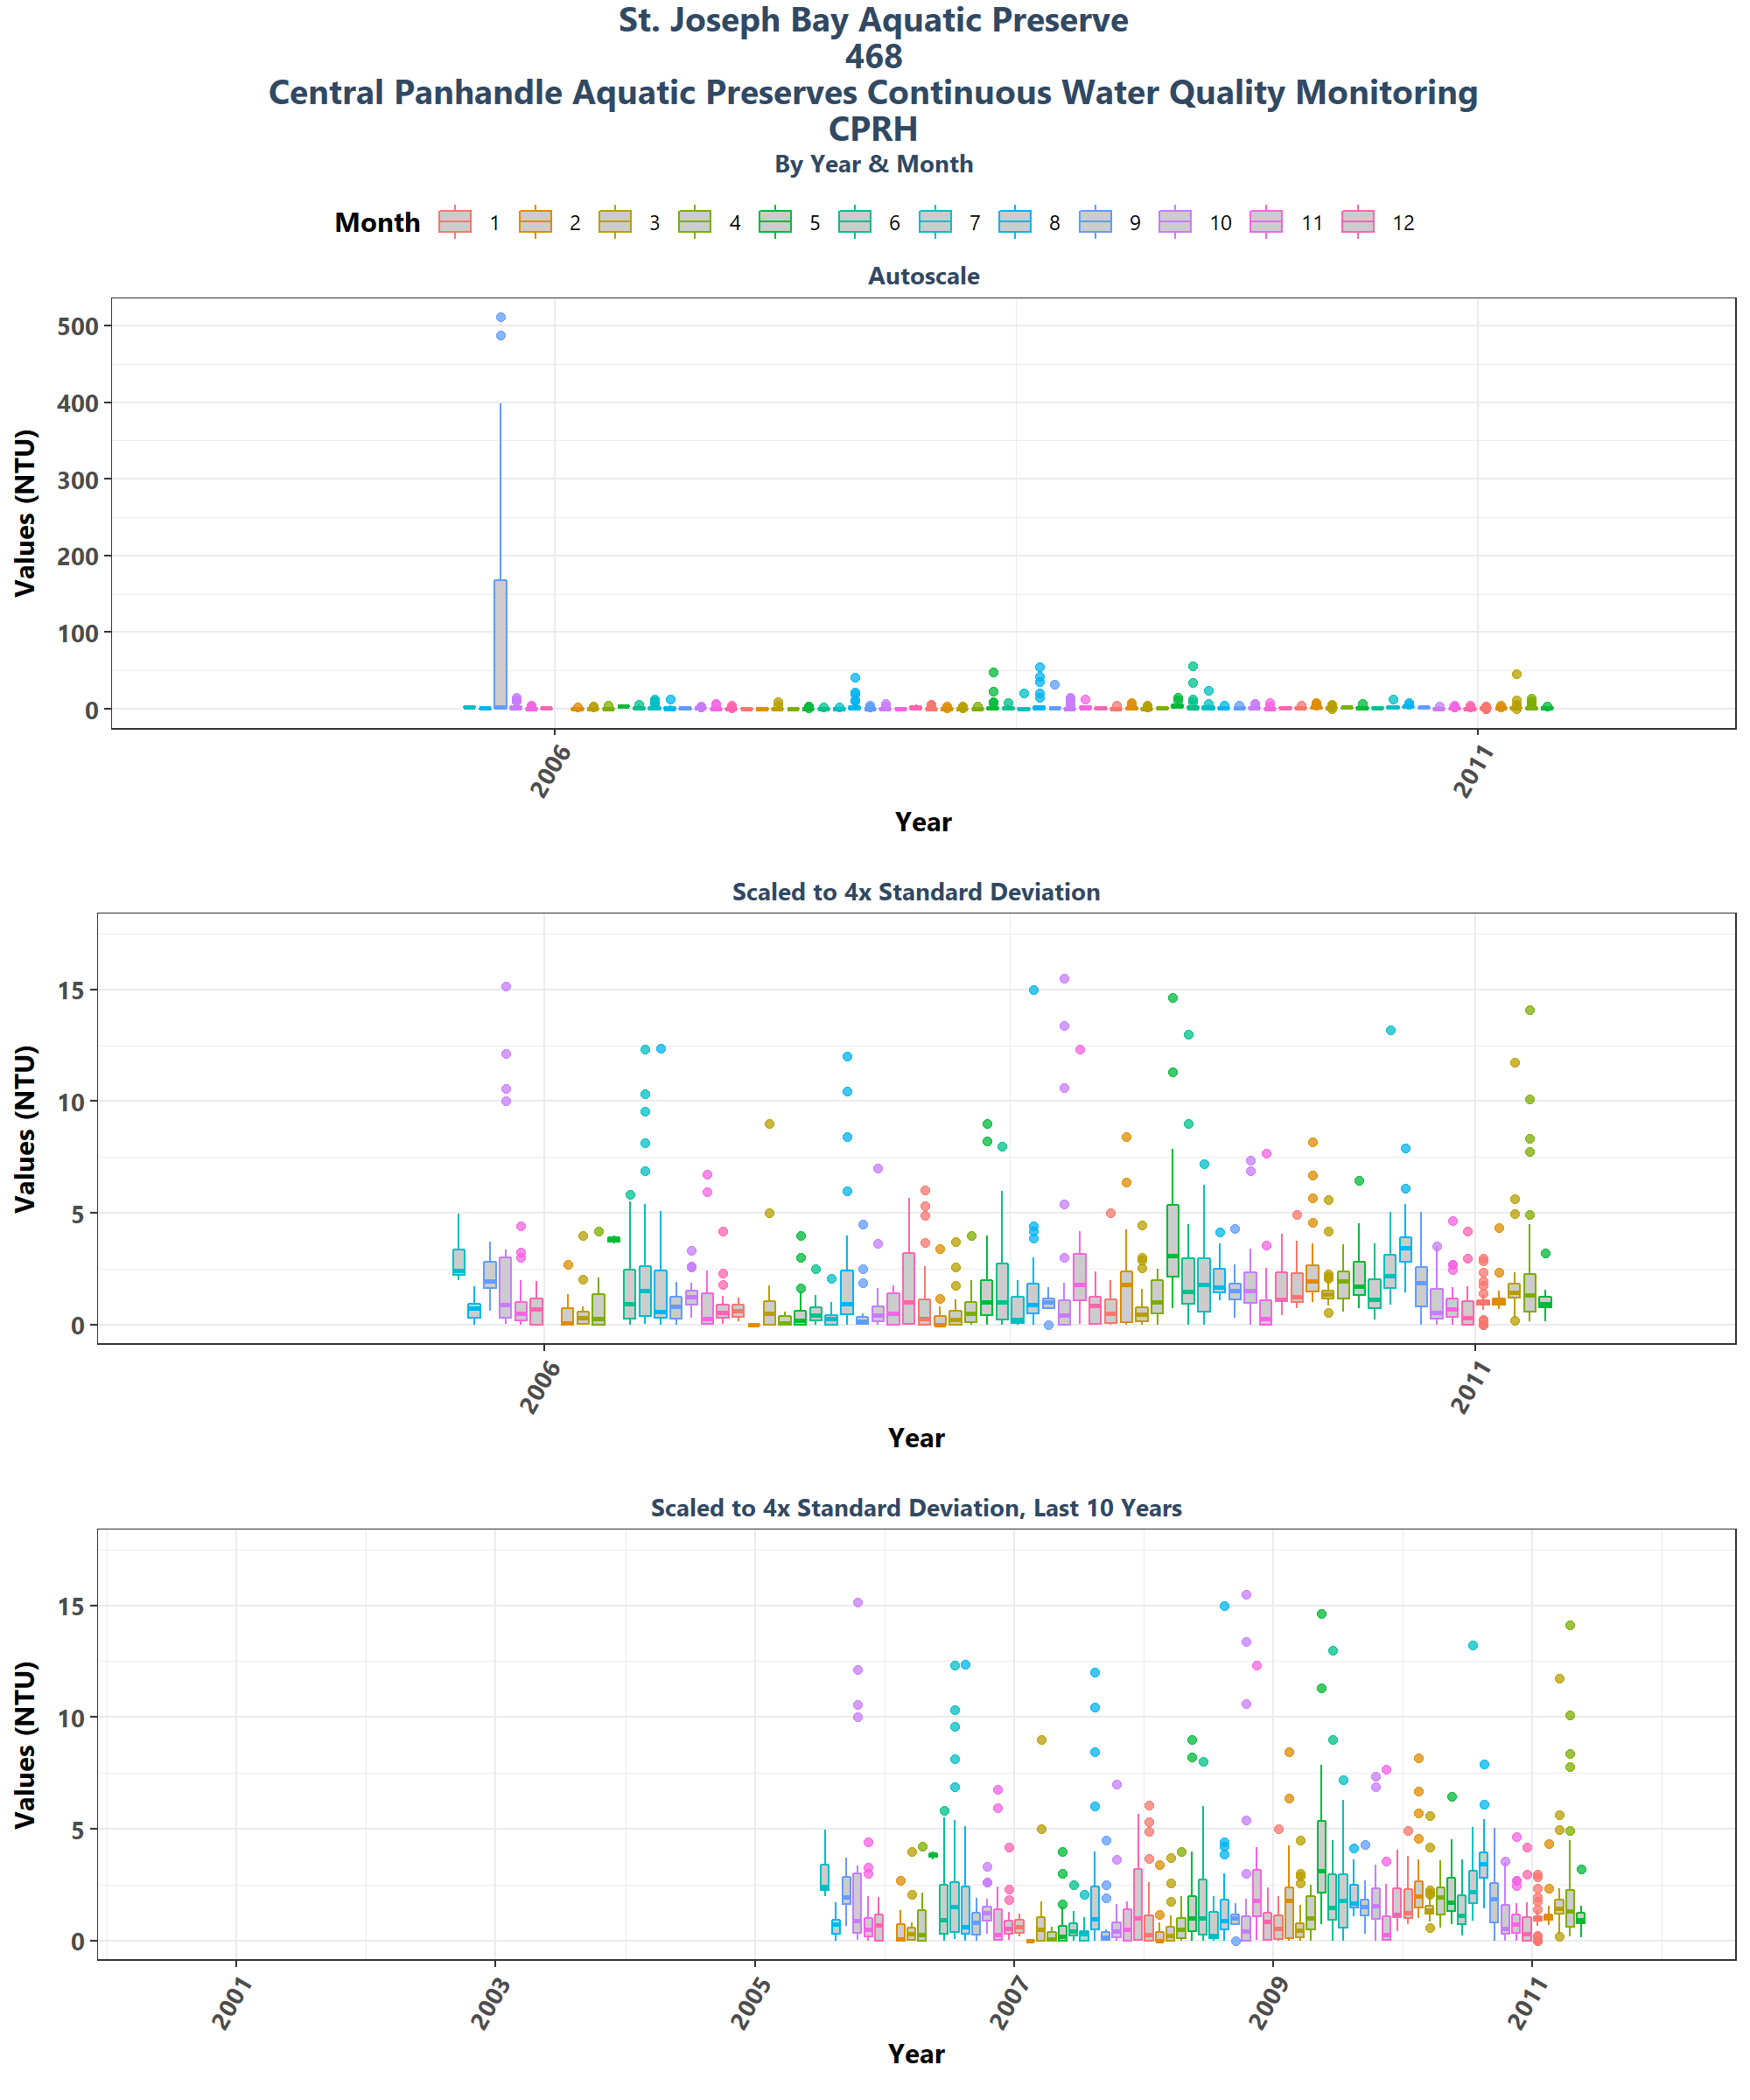 St. Joseph Bay Aquatic Preserve
468
Central Panhandle Aquatic Preserves Continuous Water Quality Monitoring
CPRH
By Year & Month
Month 1 2 3 4 5 6 7 8 9 10 11 12
Autoscale
Values (NTU)
500
400
300
200
100
0
2006 2011
Year
Scaled to 4x Standard Deviation
Values (NTU)
15
10
5
0
2006 2011
Year
Scaled to 4x Standard Deviation, Last 10 Years
Values (NTU)
15
10
5
0
2001 2003 2005 2007 2009 2011
Year